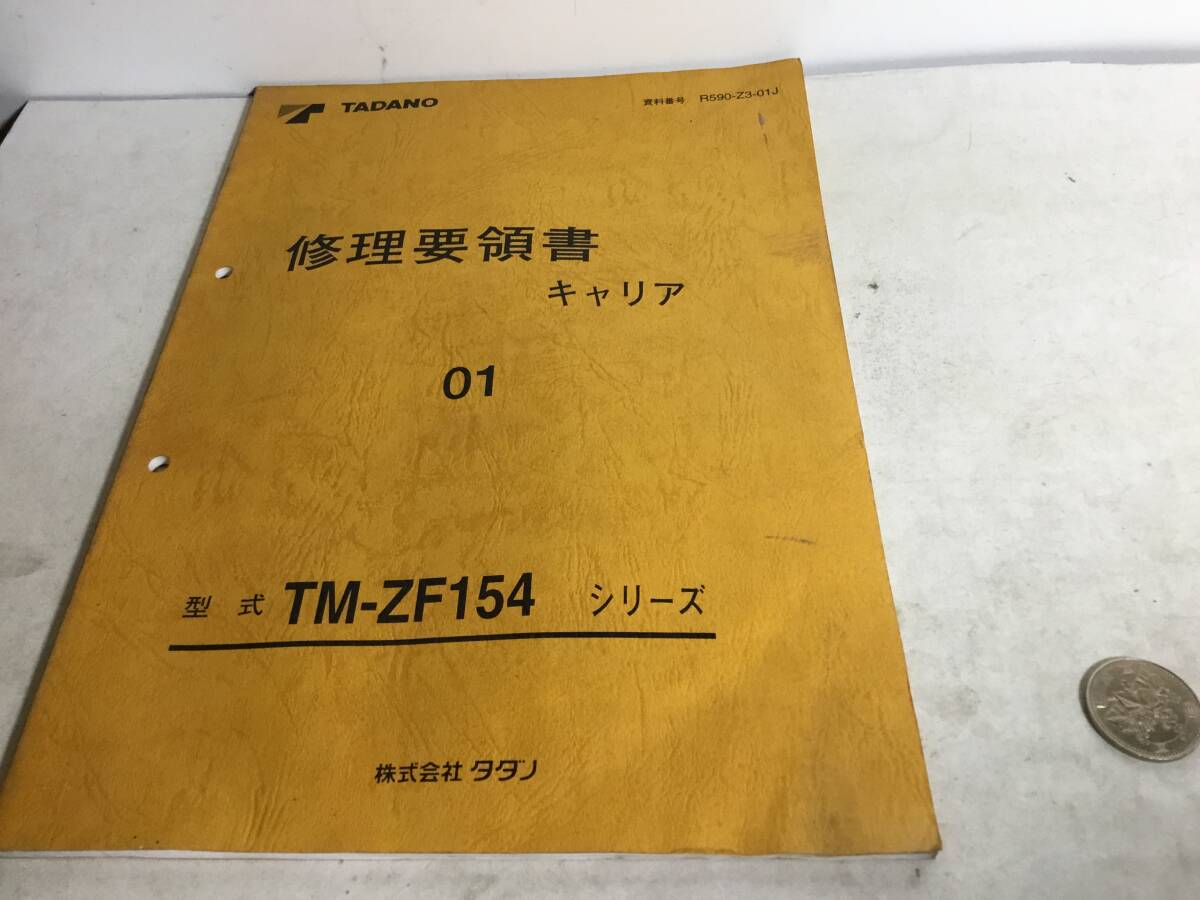 TADANO
資料番号 R590-Z3-01J
修理要領書
キャリア
01
型式 TM-ZF154 シリーズ
株式会社 タダノ